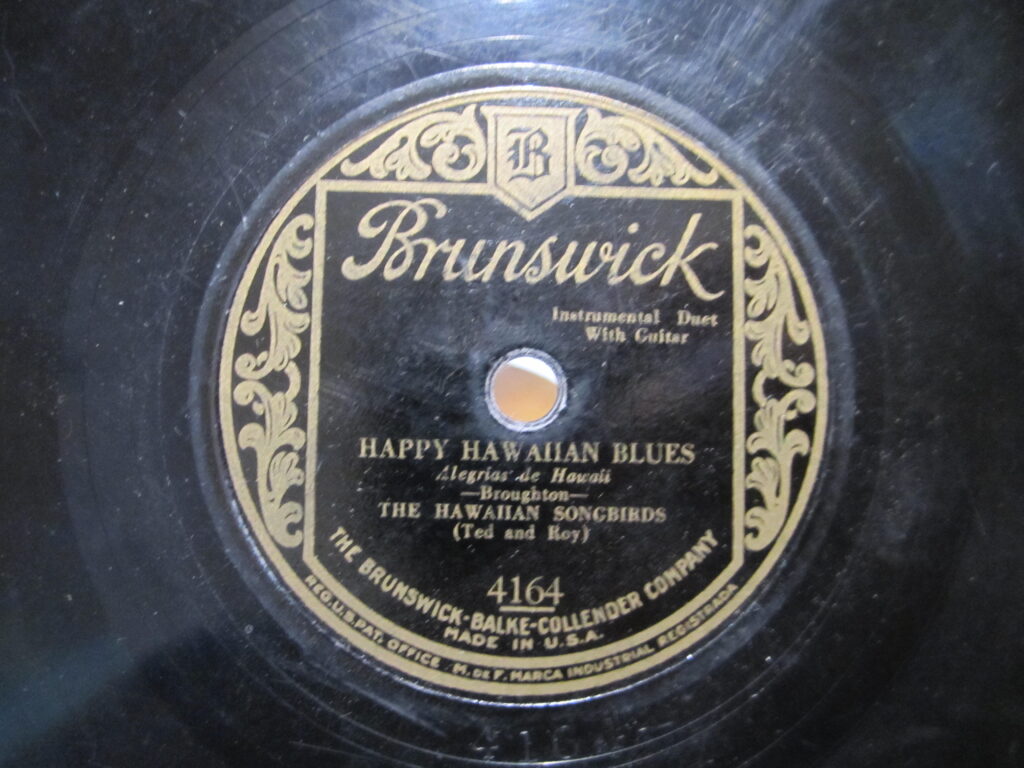 B
Brunswick
Instrumental Duet
With Guitar
HAPPY HAWAIIAN BLUES
Alegrias de Hawaii
—Broughton—
THE HAWAIIAN SONGBIRDS
(Ted and Roy)
4164
THE BRUNSWICK-BALKE-COLLENDER COMPANY
MADE IN U.S.A.
REG. U.S. PAT. OFFICE M. DE F. MARCA INDUSTRIAL REGISTRADA